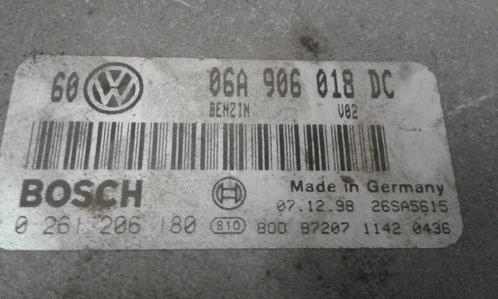 60 VW 06A 906 018 DC
BENZIN V02
BOSCH
Made in Germany
07.12.98 26SA5615
0 261 206 180 810 800 87207 1142 0436